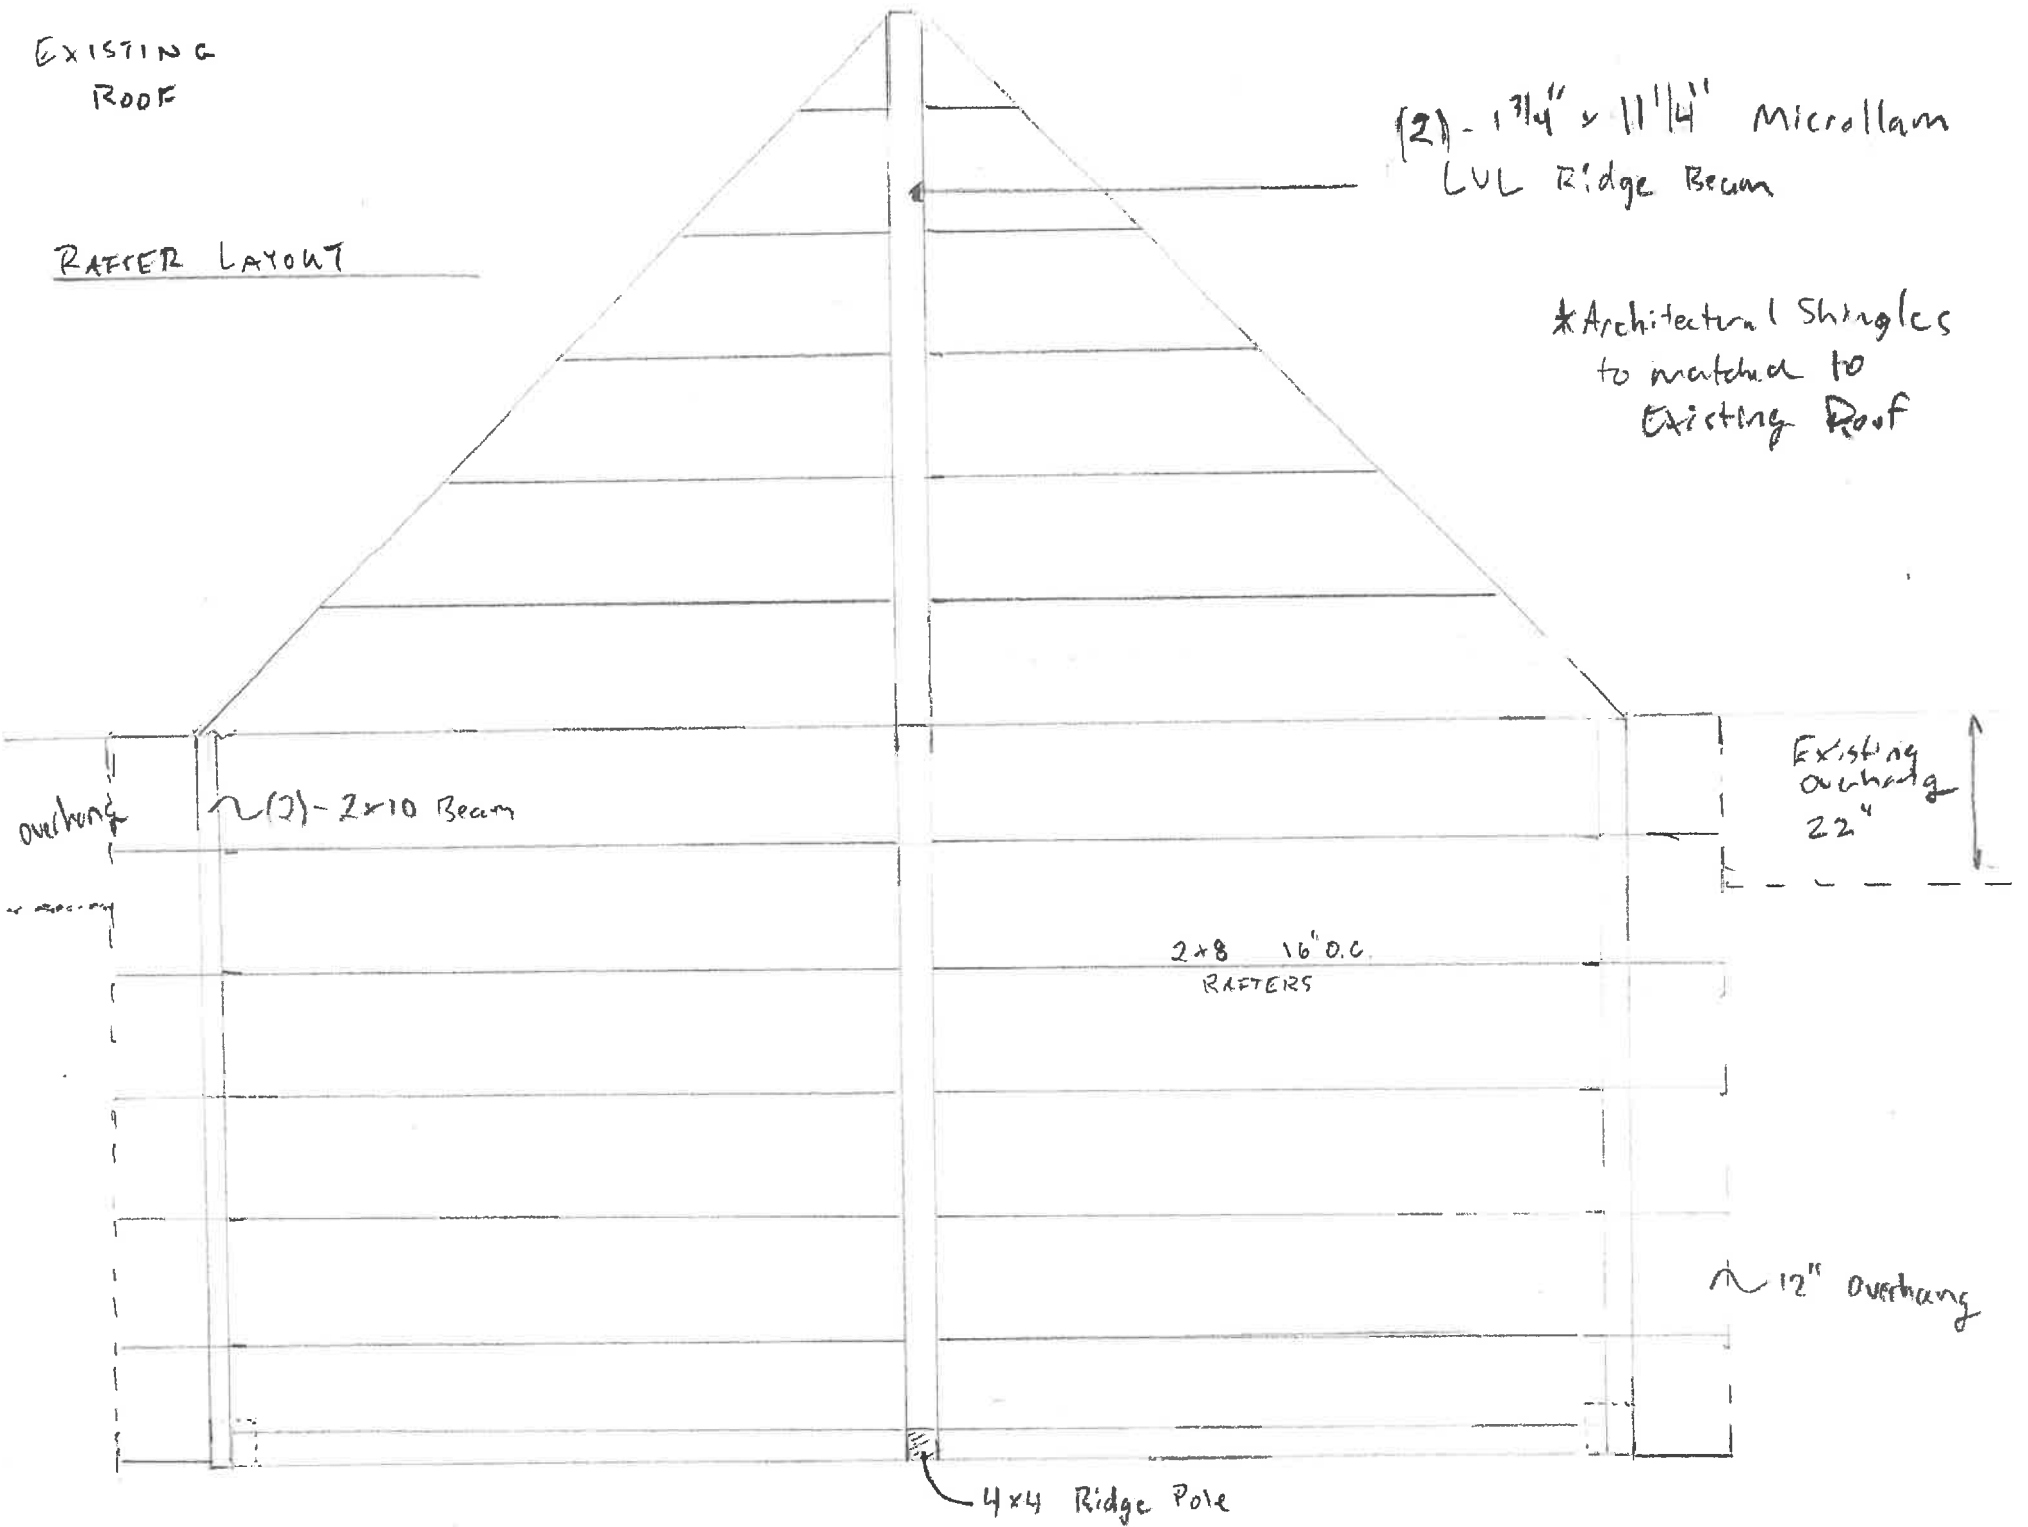 EXISTING
ROOF
(2) - 1 3/4" x 11 1/4" Microllam
LVL Ridge Beam
RAFTER LAYOUT
*Architectural Shingles
to matched to
Existing Roof
Existing
overhang
22"
overhang
(2) - 2x10 Beam
2x8 16" O.C.
RAFTERS
12" Overhang
4x4 Ridge Pole